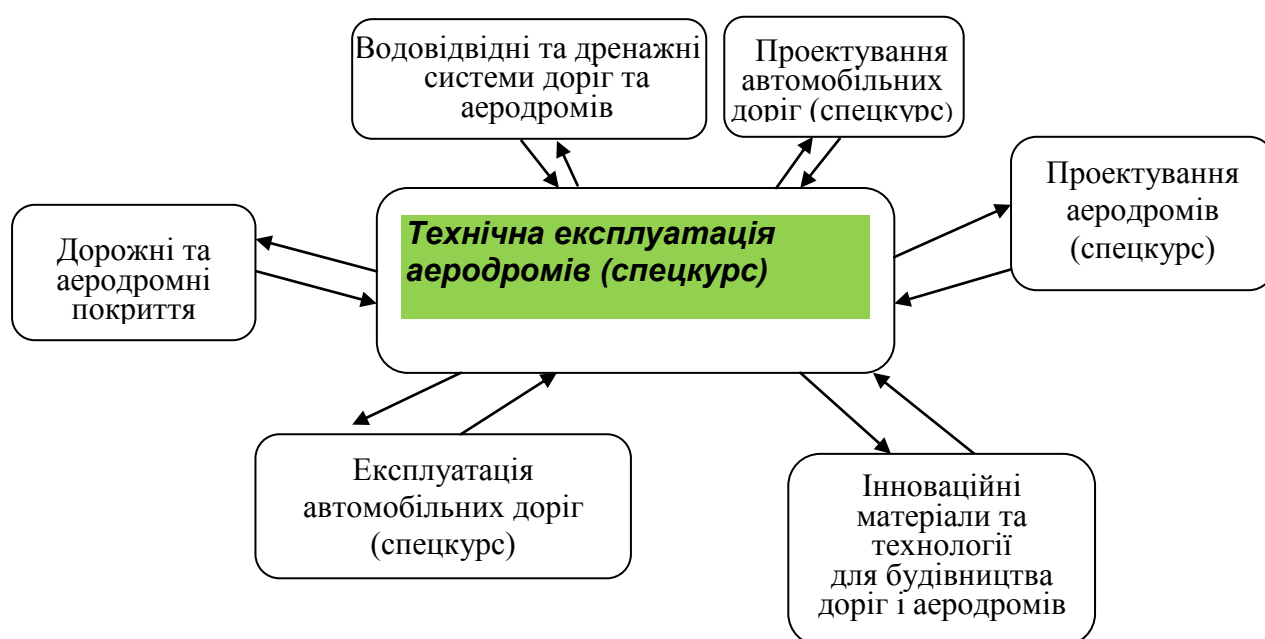 Водовідвідні та дренажні
системи доріг та
аеродромів
Проектування
автомобільних
доріг (спецкурс)
Проектування
аеродромів
(спецкурс)
Технічна експлуатація
аеродромів (спецкурс)
Дорожні та
аеродромні
покриття
Експлуатація
автомобільних доріг
(спецкурс)
Інноваційні
матеріали та
технології
для будівництва
доріг і аеродромів